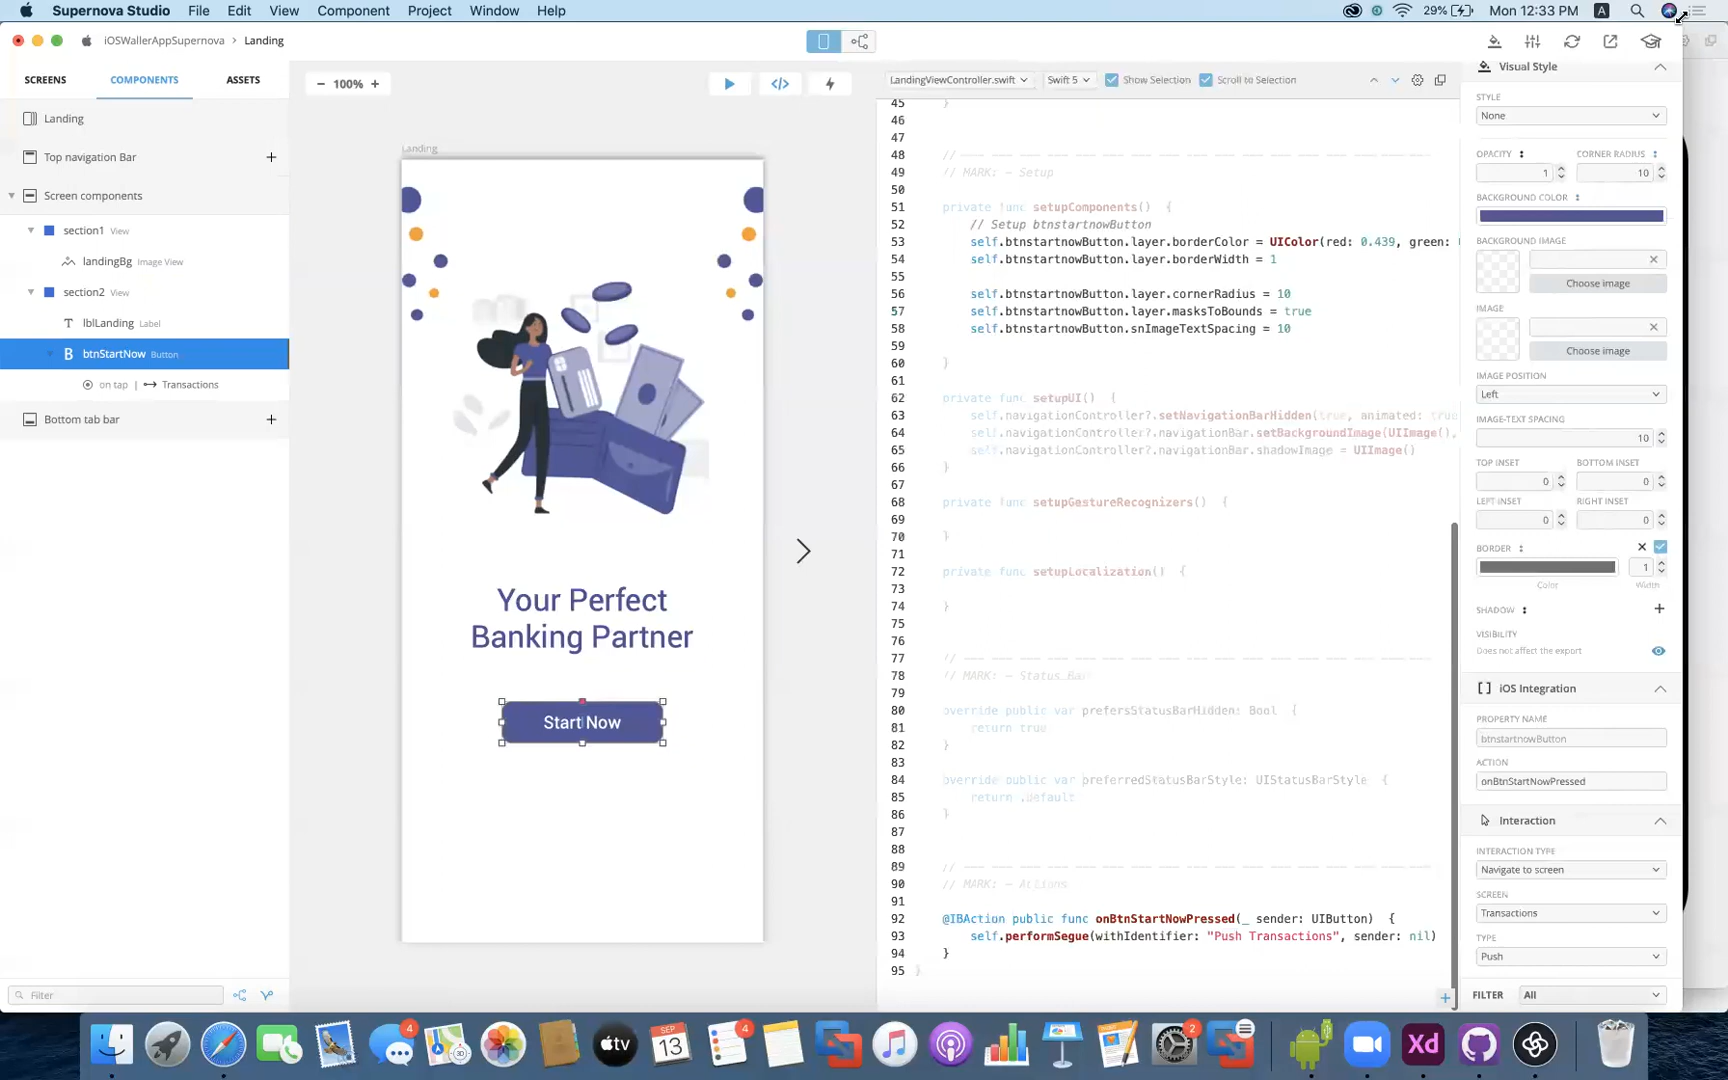 Supernova Studio File Edit View Component Project Window Help 29% Mon 12:33 PM A
iOSWallerAppSupernova › Landing
SCREENS COMPONENTS ASSETS
Landing
Top navigation Bar
Screen components
section1 View
landingBg Image View
section2 View
lblLanding Label
B btnStartNow Button
on tap | Transactions
Bottom tab bar
Filter
100%
Landing
Your Perfect
Banking Partner
Start Now
LandingViewController.swift Swift 5 Show Selection Scroll to Selection
45 }
46
47
48 //
49 // MARK: - Setup
50
51 private func setupComponents() {
52 // Setup btnstartnowButton
53 self.btnstartnowButton.layer.borderColor = UIColor(red: 0.439, green:
54 self.btnstartnowButton.layer.borderWidth = 1
55
56 self.btnstartnowButton.layer.cornerRadius = 10
57 self.btnstartnowButton.layer.masksToBounds = true
58 self.btnstartnowButton.snImageTextSpacing = 10
59
60 }
61
62 private func setupUI() {
63 self.navigationController?.setNavigationBarHidden(true, animated: true
64 self.navigationController?.navigationBar.setBackgroundImage(UIImage(),
65 self.navigationController?.navigationBar.shadowImage = UIImage()
66 }
67
68 private func setupGestureRecognizers() {
69
70 }
71
72 private func setupLocalization() {
73
74 }
75
76
77 //
78 // MARK: - Status Bar
79
80 override public var prefersStatusBarHidden: Bool {
81 return true
82 }
83
84 override public var preferredStatusBarStyle: UIStatusBarStyle {
85 return .default
86 }
87
88
89 //
90 // MARK: - Actions
91
92 @IBAction public func onBtnStartNowPressed(_ sender: UIButton) {
93 self.performSegue(withIdentifier: "Push Transactions", sender: nil)
94 }
95 }
Visual Style
STYLE
None
OPACITY CORNER RADIUS
1 10
BACKGROUND COLOR
BACKGROUND IMAGE
Choose image
IMAGE
Choose image
IMAGE POSITION
Left
IMAGE-TEXT SPACING
10
TOP INSET BOTTOM INSET
0 0
LEFT INSET RIGHT INSET
0 0
BORDER
1
Color Width
SHADOW
VISIBILITY
Does not affect the export
iOS Integration
PROPERTY NAME
btnstartnowButton
ACTION
onBtnStartNowPressed
Interaction
INTERACTION TYPE
Navigate to screen
SCREEN
Transactions
TYPE
Push
FILTER All
4 tv SEP 13 4 2 Xd